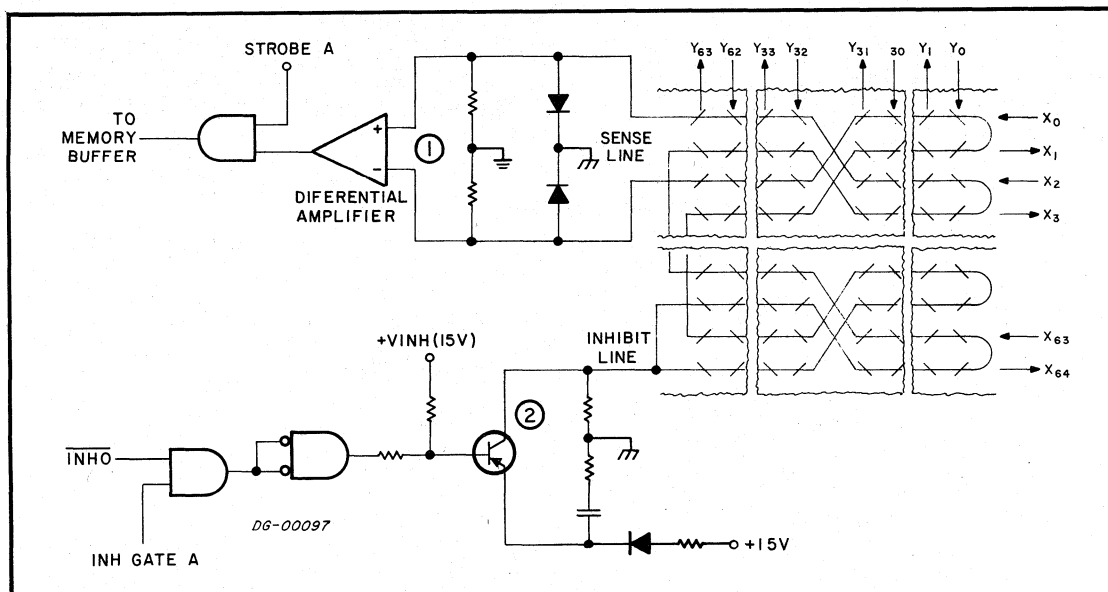 STROBE A
TO
MEMORY
BUFFER
+
-
1
DIFERENTIAL
AMPLIFIER
SENSE
LINE
Y63 Y62 Y33 Y32 Y31 30 Y1 Y0
X0
X1
X2
X3
X63
X64
+VINH(15V)
INHIBIT
LINE
2
INHO
INH GATE A
DG-00097
+15V